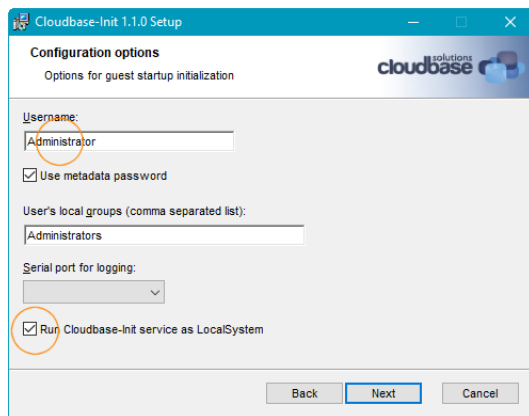 Cloudbase-Init 1.1.0 Setup
Configuration options
Options for guest startup initialization
solutions
cloudbase
Username:
Administrator
Use metadata password
User's local groups (comma separated list):
Administrators
Serial port for logging:
Run Cloudbase-Init service as LocalSystem
Back Next Cancel